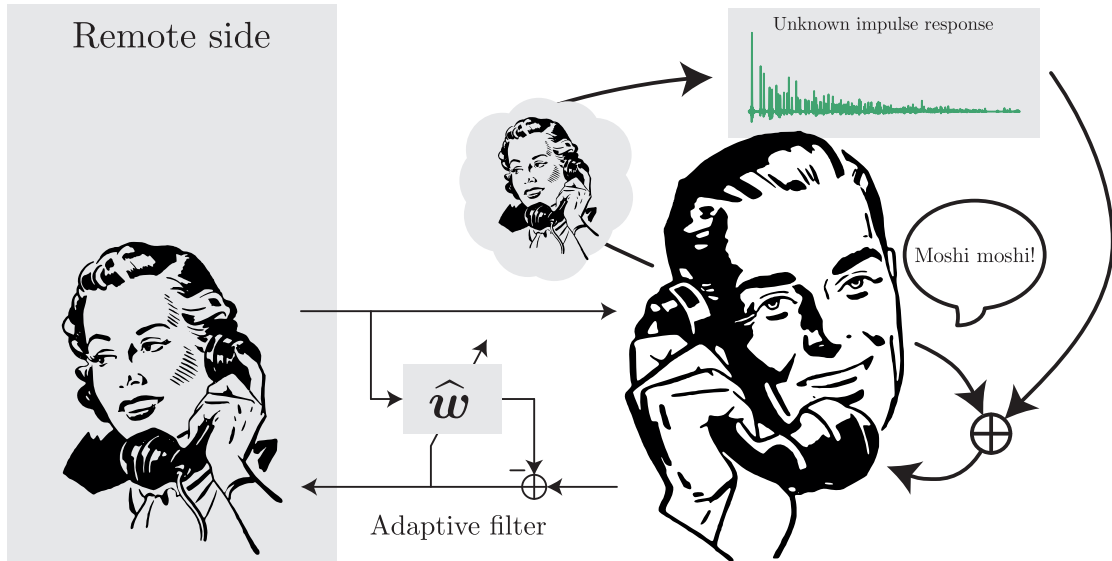 Remote side
Unknown impulse response
Moshi moshi!
ŵ
−
Adaptive filter